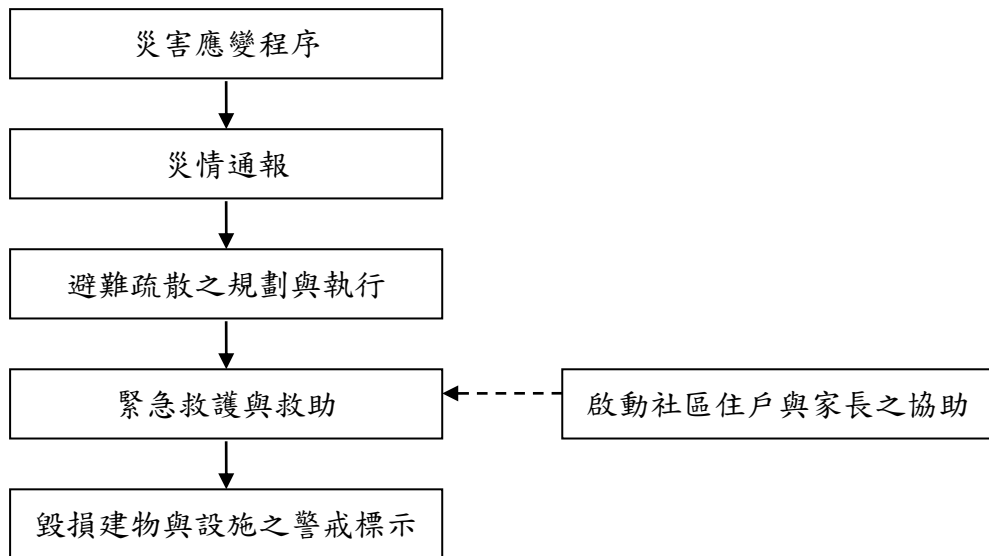 災害應變程序
災情通報
避難疏散之規劃與執行
緊急救護與救助
啟動社區住戶與家長之協助
毀損建物與設施之警戒標示